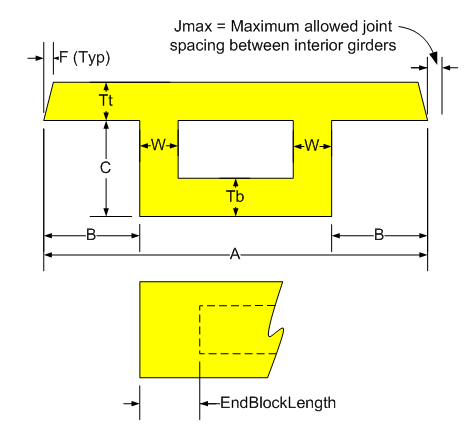 Jmax = Maximum allowed joint
spacing between interior girders
F (Typ)
Tt
W
W
C
Tb
B
B
A
EndBlockLength